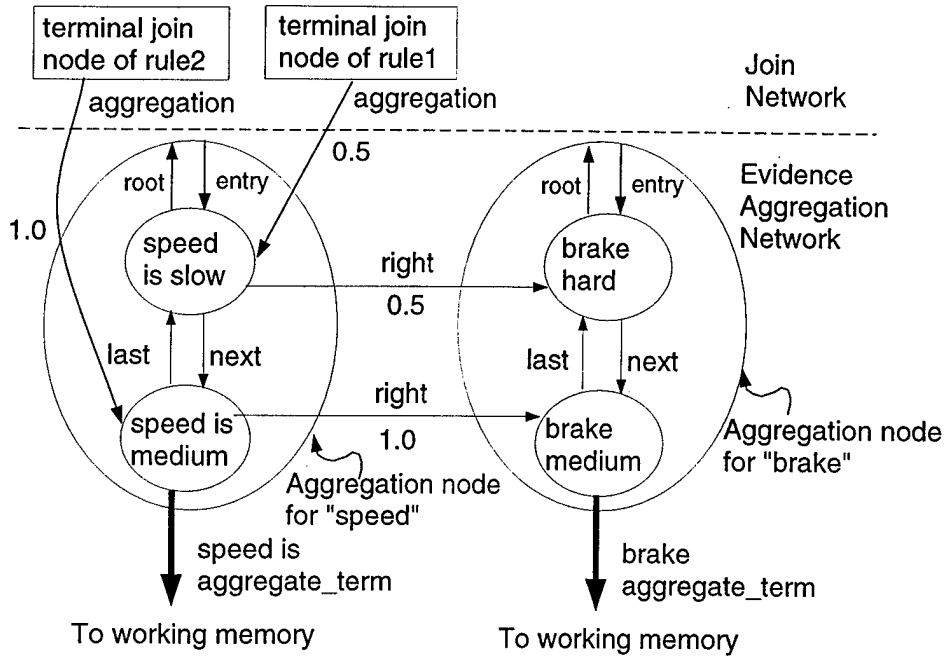 terminal join
node of rule2
terminal join
node of rule1
aggregation
aggregation
Join
Network
0.5
root
entry
root
entry
Evidence
Aggregation
Network
1.0
speed
is slow
brake
hard
right
0.5
last
next
last
next
right
1.0
speed is
medium
brake
medium
Aggregation node
for "speed"
Aggregation node
for "brake"
speed is
aggregate_term
brake
aggregate_term
To working memory
To working memory